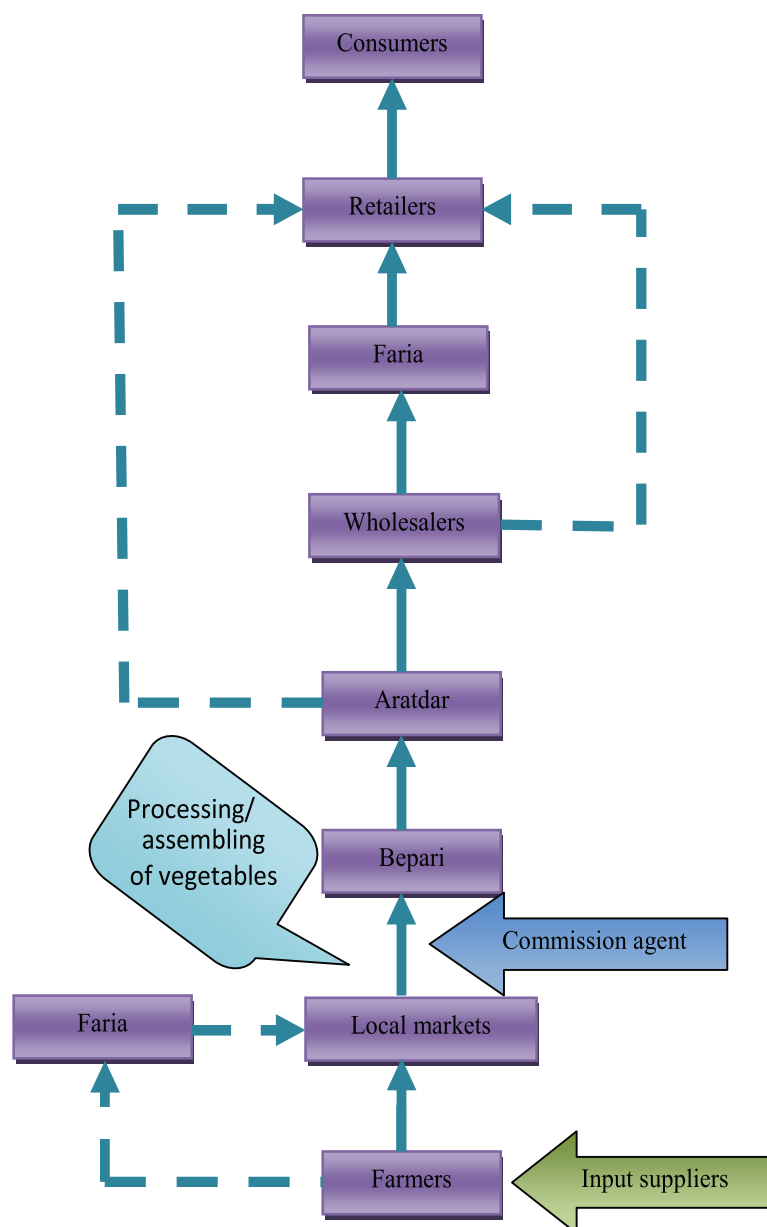 Consumers
Retailers
Faria
Wholesalers
Aratdar
Processing/
assembling
of vegetables
Bepari
Commission agent
Faria
Local markets
Farmers
Input suppliers